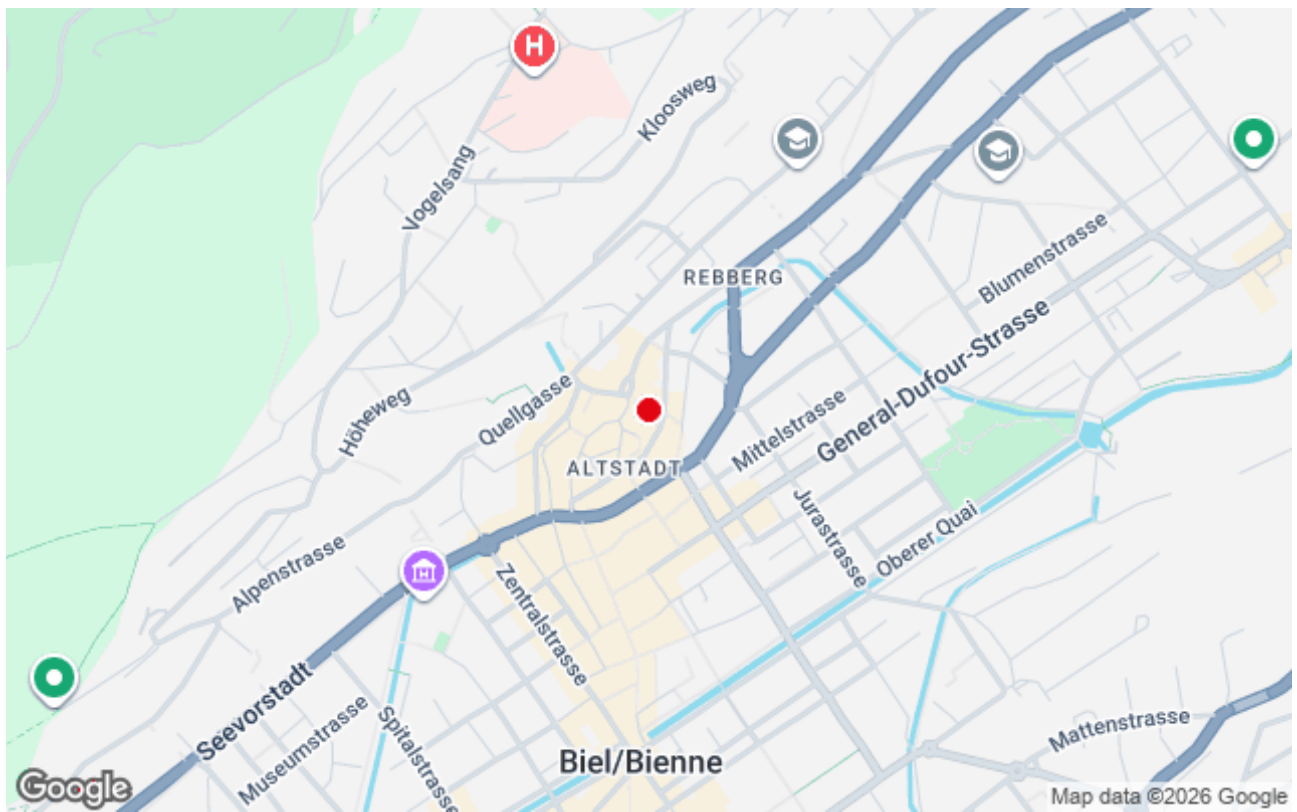 H
Kloosweg
Vogelsang
REBBERG
Blumenstrasse
General-Dufour-Strasse
Höheweg
Quellgasse
Mittelstrasse
ALTSTADT
Jurastrasse
Oberer Quai
Alpenstrasse
H
Zentralstrasse
Seevorstadt
Museumstrasse
Spitalstrasse
Mattenstrasse
Biel/Bienne
Google
Map data ©2026 Google